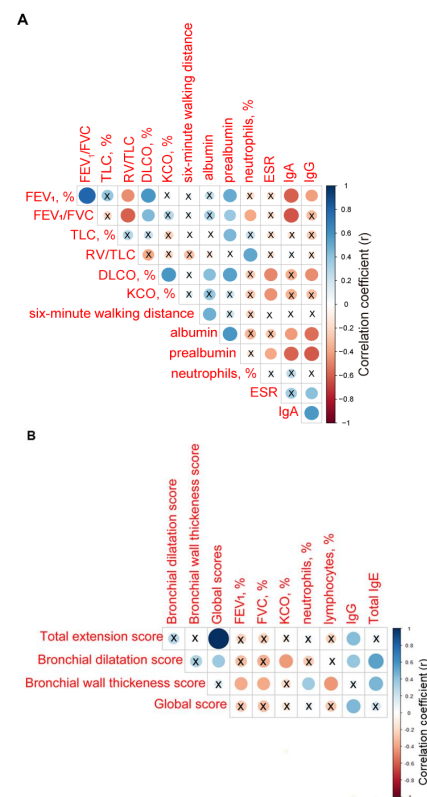 A
FEV₁/FVC
TLC, %
RV/TLC
DLCO, %
KCO, %
six-minute walking distance
albumin
prealbumin
neutrophils, %
ESR
IgA
IgG
FEV₁, %
FEV₁/FVC
TLC, %
RV/TLC
DLCO, %
KCO, %
six-minute walking distance
albumin
prealbumin
neutrophils, %
ESR
IgA
1
0.8
0.6
0.4
0.2
0
−0.2
−0.4
−0.6
−0.8
−1
Correlation coefficient (r)
B
Bronchial dilatation score
Bronchial wall thickeness score
Global scores
FEV₁, %
FVC, %
KCO, %
neutrophils, %
lymphocytes, %
IgG
Total IgE
Total extension score
Bronchial dilatation score
Bronchial wall thickeness score
Global score
1
0.8
0.6
0.4
0.2
0
-0.2
-0.4
-0.6
-0.8
-1
Correlation coefficient (r)